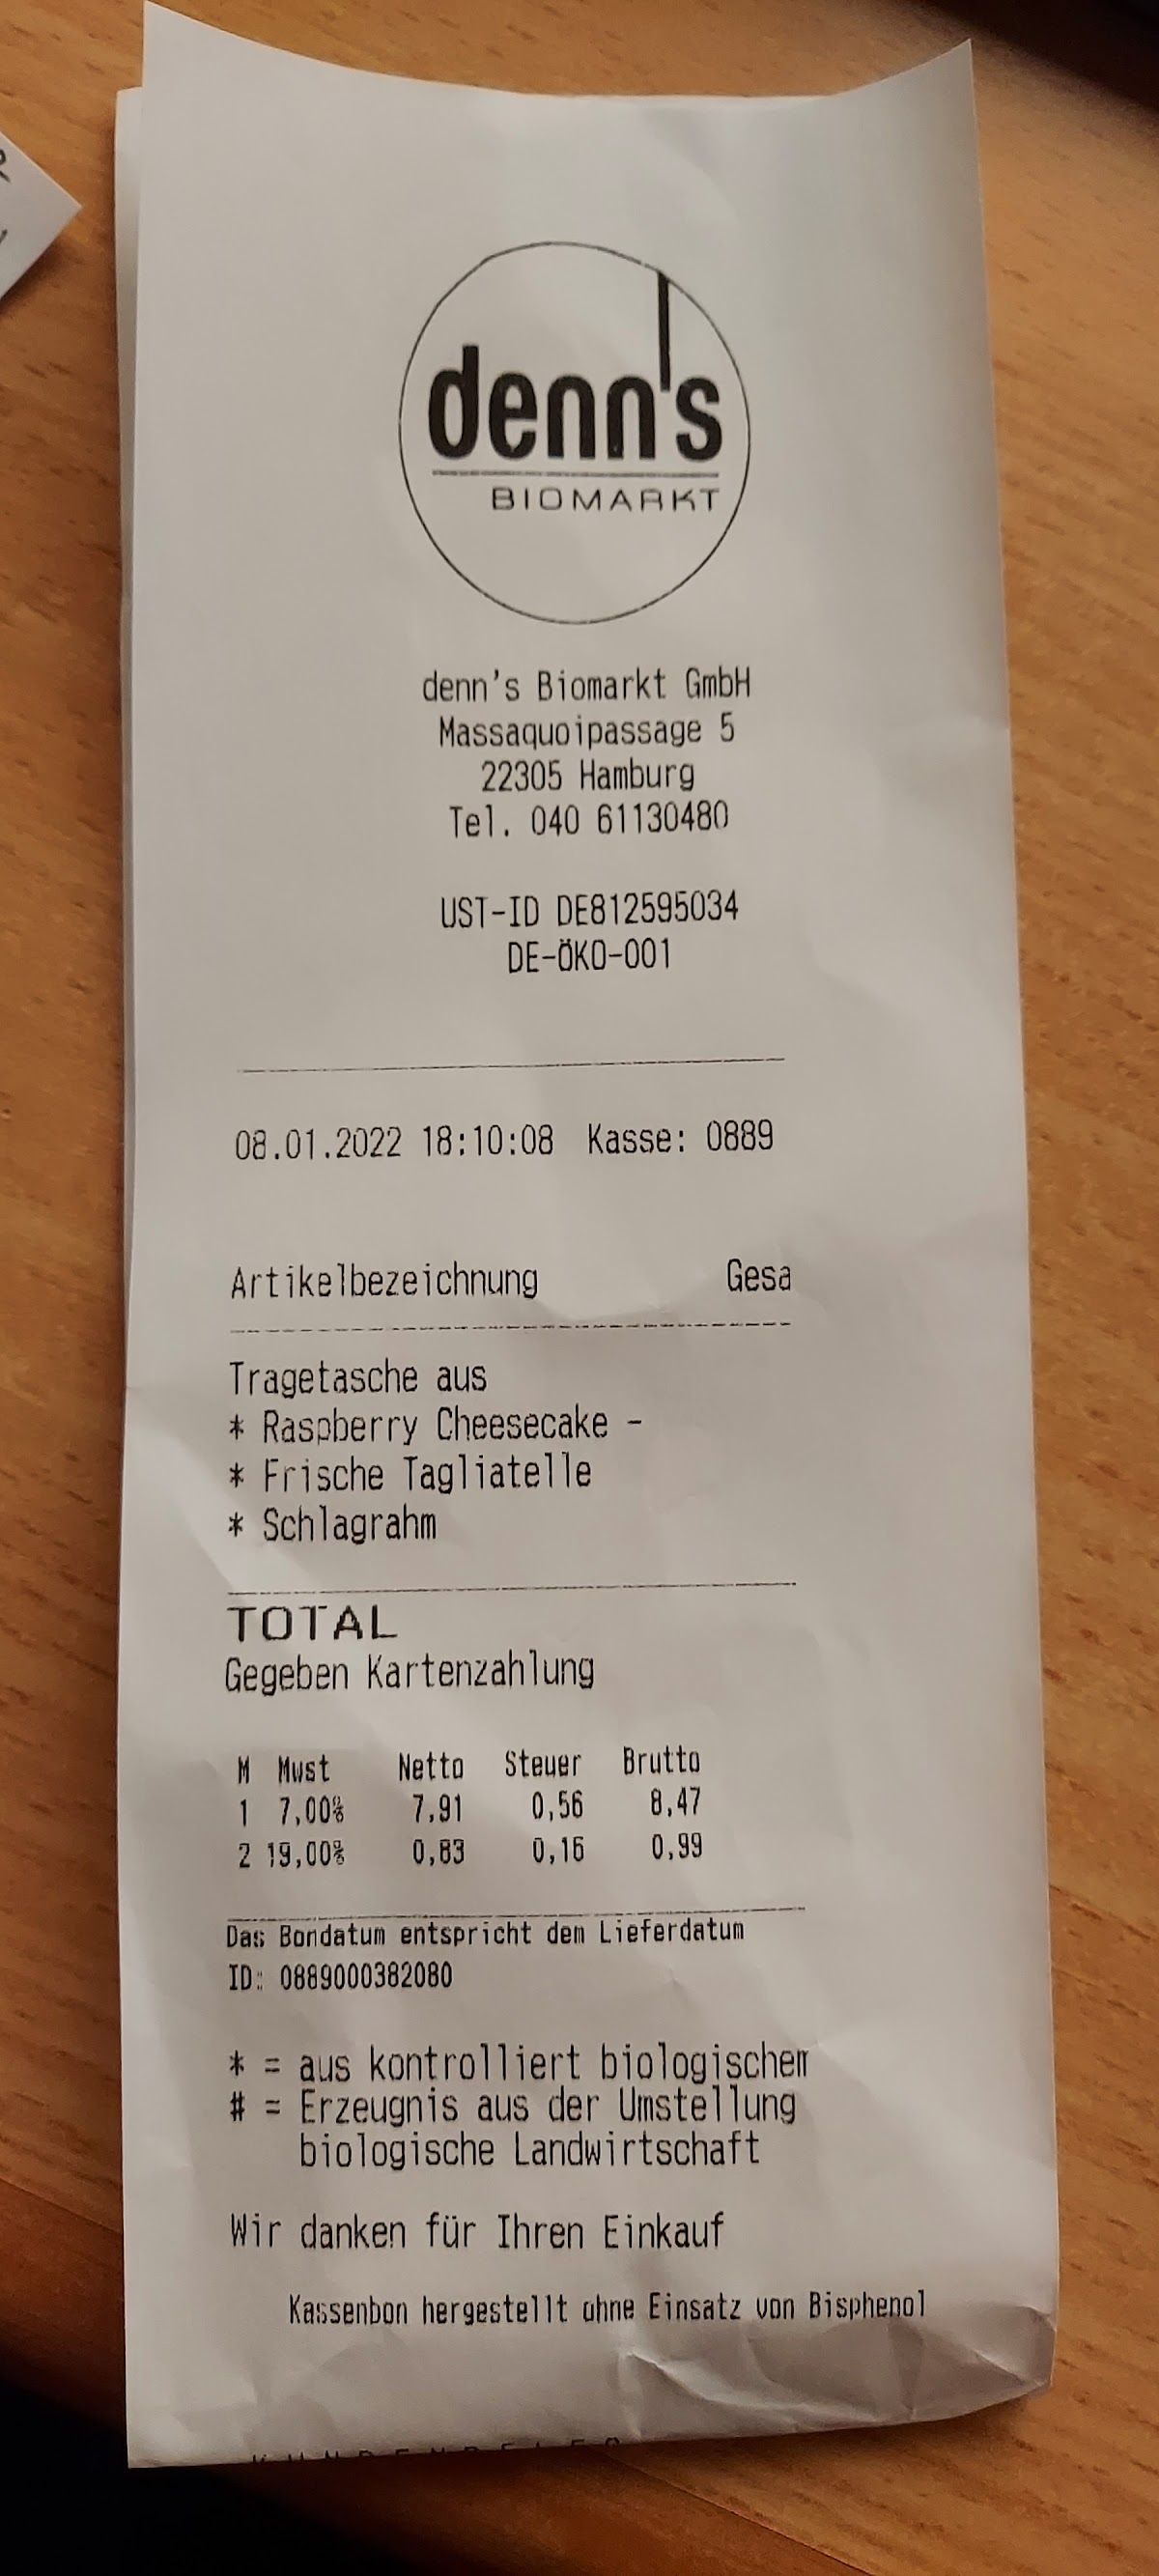 denn's
BIOMARKT
denn's Biomarkt GmbH
Massaquoipassage 5
22305 Hamburg
Tel. 040 61130480
UST-ID DE812595034
DE-ÖKO-001
08.01.2022 18:10:08 Kasse: 0889
Artikelbezeichnung Gesa
Tragetasche aus
* Raspberry Cheesecake -
* Frische Tagliatelle
* Schlagrahm
TOTAL
Gegeben Kartenzahlung
M Mwst Netto Steuer Brutto
1 7,00% 7,91 0,56 8,47
2 19,00% 0,83 0,16 0,99
Das Bondatum entspricht dem Lieferdatum
ID: 0889000382080
* = aus kontrolliert biologischem
# = Erzeugnis aus der Umstellung
biologische Landwirtschaft
Wir danken für Ihren Einkauf
Kassenbon hergestellt ohne Einsatz von Bisphenol